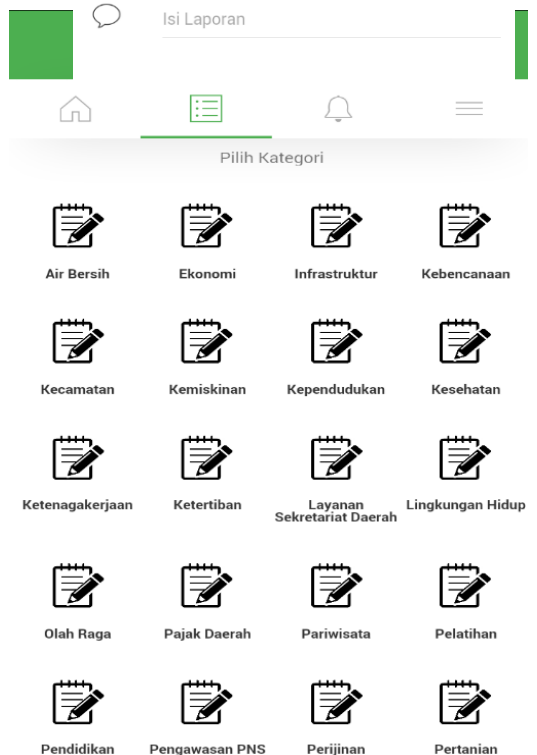 Isi Laporan
Pilih Kategori
Air Bersih
Ekonomi
Infrastruktur
Kebencanaan
Kecamatan
Kemiskinan
Kependudukan
Kesehatan
Ketenagakerjaan
Ketertiban
Layanan
Sekretariat Daerah
Lingkungan Hidup
Olah Raga
Pajak Daerah
Pariwisata
Pelatihan
Pendidikan
Pengawasan PNS
Perijinan
Pertanian